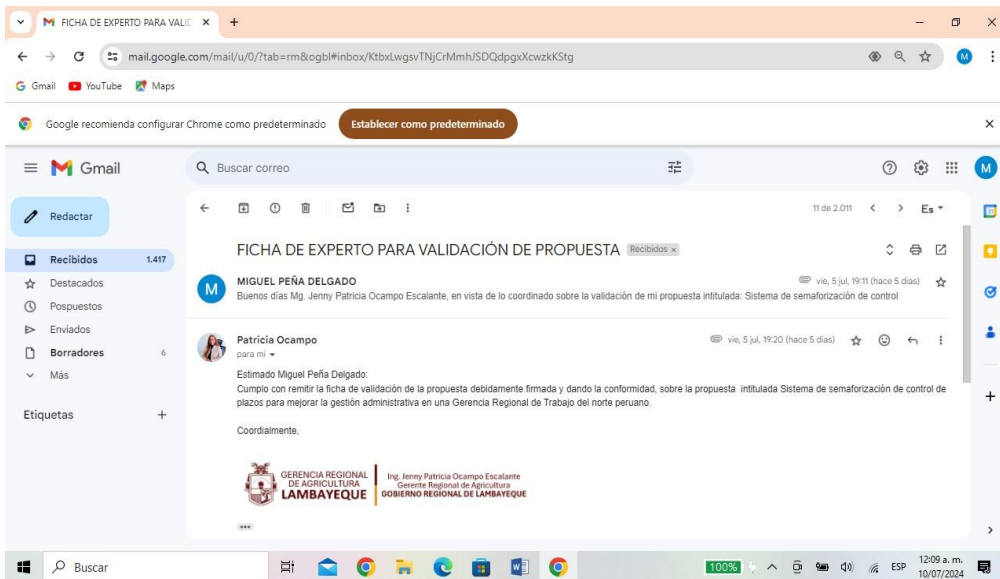 FICHA DE EXPERTO PARA VALID
mail.google.com/mail/u/0/?tab=rm&ogbl#inbox/KtbxLwgsvTNjCrMmhJSDQdpgxXcwzkKStg
M
Gmail YouTube Maps
Google recomienda configurar Chrome como predeterminado Establecer como predeterminado
Gmail Buscar correo M
Redactar 11 de 2.011 Es
FICHA DE EXPERTO PARA VALIDACIÓN DE PROPUESTA Recibidos x
Recibidos 1.417
Destacados
Pospuestos
Enviados
Borradores 6
Más
Etiquetas +
M MIGUEL PEÑA DELGADO vie, 5 jul, 19:11 (hace 5 días)
Buenos días Mg. Jenny Patricia Ocampo Escalante, en vista de lo coordinado sobre la validación de mi propuesta intitulada: Sistema de semaforización de control
Patricia Ocampo vie, 5 jul, 19:20 (hace 5 días)
para mí
Estimado Miguel Peña Delgado:
Cumplo con remitir la ficha de validación de la propuesta debidamente firmada y dando la conformidad, sobre la propuesta intitulada Sistema de semaforización de control de
plazos para mejorar la gestión administrativa en una Gerencia Regional de Trabajo del norte peruano.
Coordialmente,
GERENCIA REGIONAL
DE AGRICULTURA
LAMBAYEQUE
Ing. Jenny Patricia Ocampo Escalante
Gerente Regional de Agricultura
GOBIERNO REGIONAL DE LAMBAYEQUE
Buscar 100% ESP 12:09 a. m.
10/07/2024